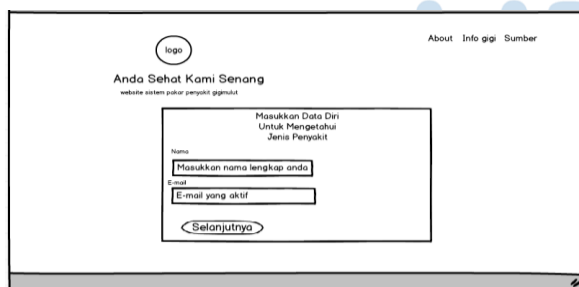 About Info gigi Sumber
logo
Anda Sehat Kami Senang
website sistem pakar penyakit gigimulut
Masukkan Data Diri
Untuk Mengetahui
Jenis Penyakit
Nama
Masukkan nama lengkap anda
E-mail
E-mail yang aktif
Selanjutnya